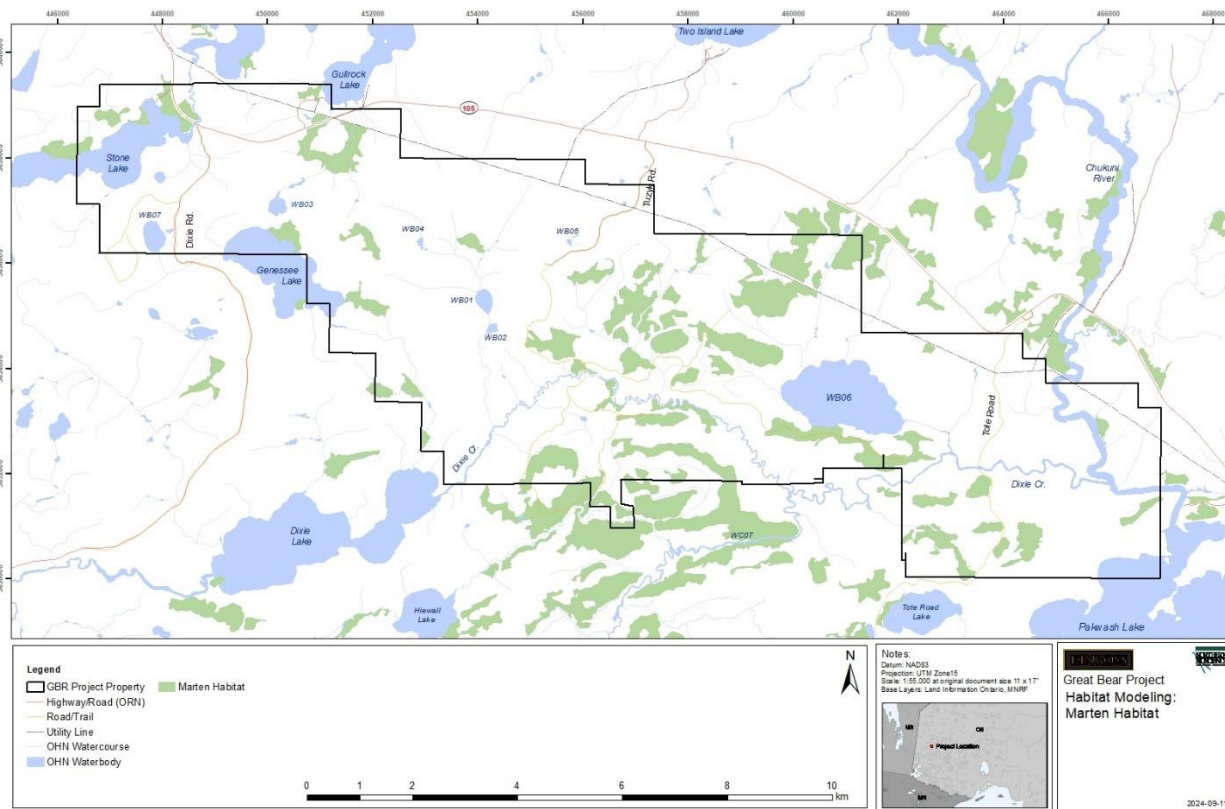 448000
450000
452000
454000
456000
458000
460000
462000
464000
466000
468000
Two Island Lake
Gullrock
Lake
105
Stone
Lake
Chukuni
River
Tuzyk Rd.
Dixie Rd.
WB03
WB07
WB04
WB05
Genessee
Lake
WB01
WB02
WB06
Tote Road
Dixie Cr.
Dixie Cr.
Dixie
Lake
WC07
Hiewall
Lake
Tote Road
Lake
Pakwash Lake
Legend
GBR Project Property
Marten Habitat
Highway/Road (ORN)
Road/Trail
Utility Line
OHN Watercourse
OHN Waterbody
N
0 1 2 4 6 8 10
km
Notes:
Datum: NAD83
Projection: UTM Zone15
Scale: 1:55,000 at original document size 11 x 17"
Base Layers: Land Information Ontario, MNRF
MB
ON
Project Location
MN
KINROSS
Great Bear Project
Habitat Modeling:
Marten Habitat